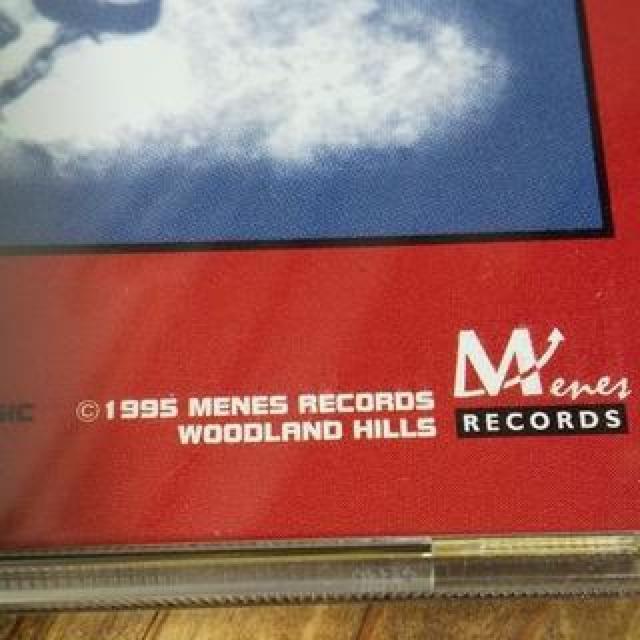 ©1995 MENES RECORDS
WOODLAND HILLS
Menes
RECORDS